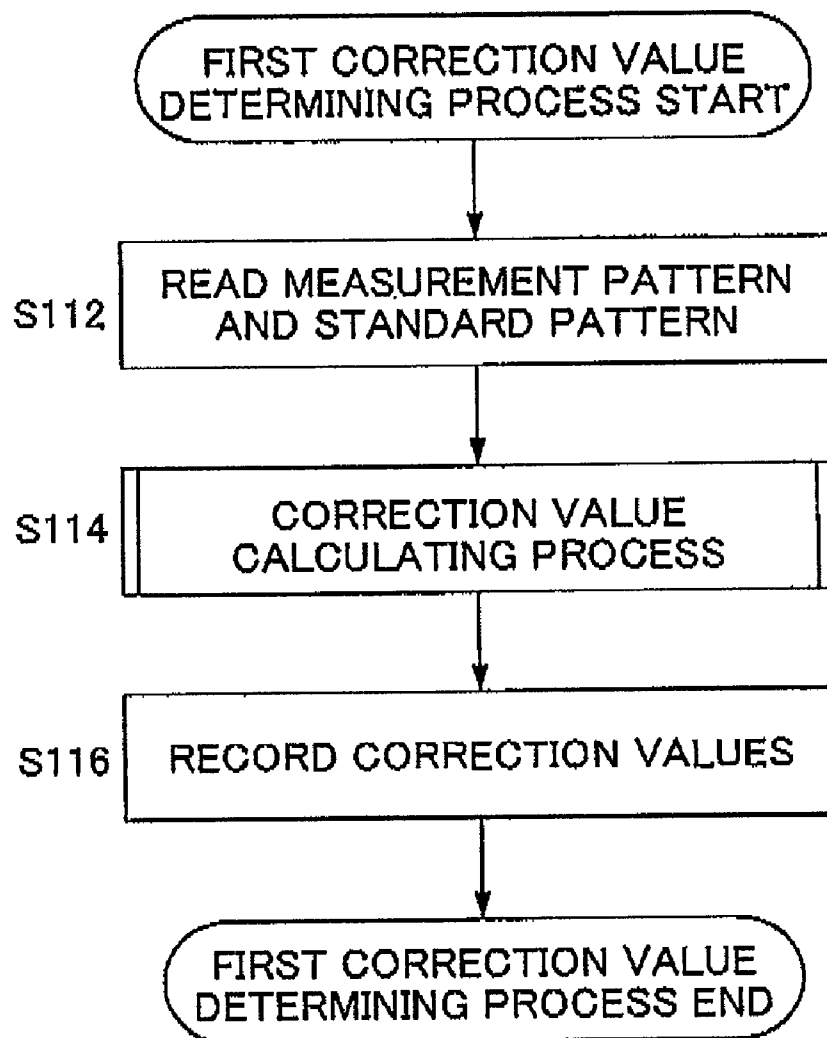 FIRST CORRECTION VALUE
DETERMINING PROCESS START
S112
READ MEASUREMENT PATTERN
AND STANDARD PATTERN
S114
CORRECTION VALUE
CALCULATING PROCESS
S116
RECORD CORRECTION VALUES
FIRST CORRECTION VALUE
DETERMINING PROCESS END